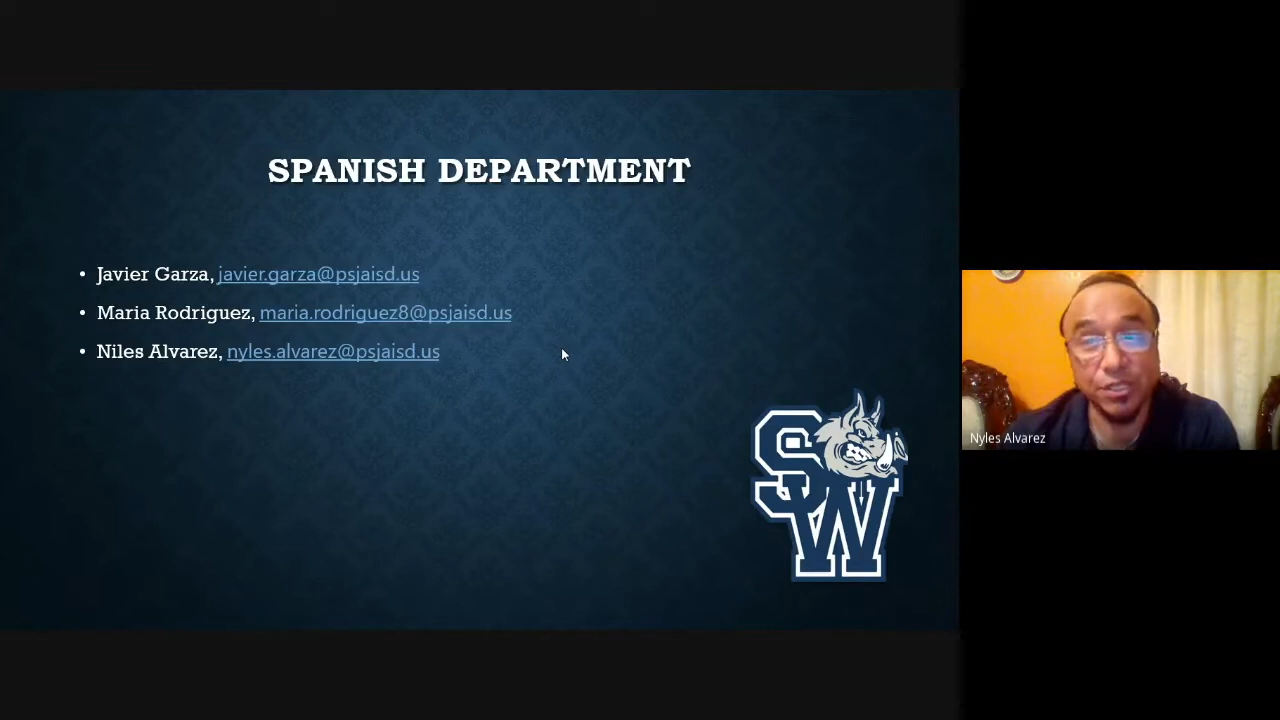 SPANISH DEPARTMENT
• Javier Garza, javier.garza@psjaisd.us
• Maria Rodriguez, maria.rodriguez8@psjaisd.us
• Niles Alvarez, nyles.alvarez@psjaisd.us
SW
Nyles Alvarez